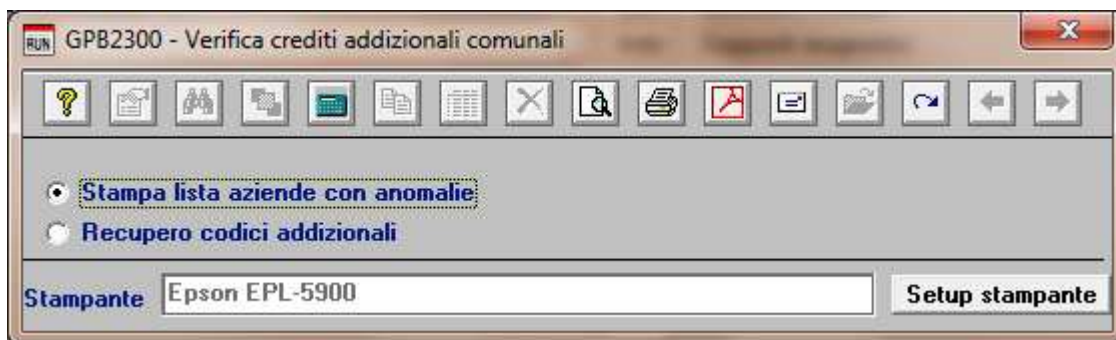 RUN GPB2300 - Verifica crediti addizionali comunali
Stampa lista aziende con anomalie
Recupero codici addizionali
Stampante Epson EPL-5900 Setup stampante